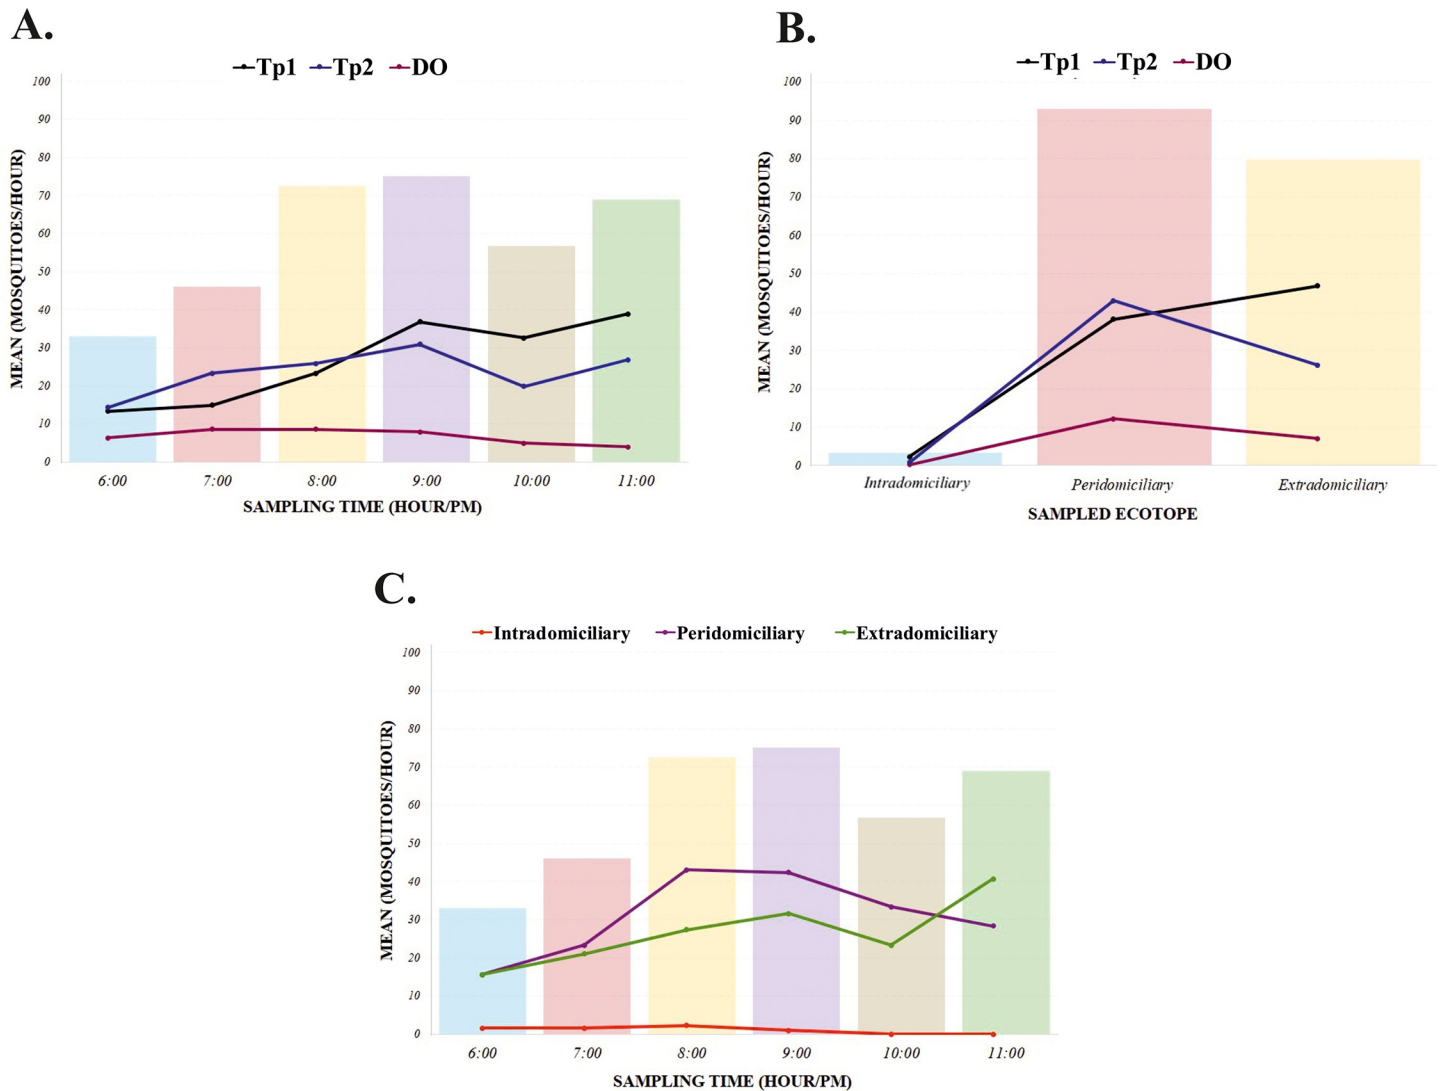 A.
Tp1 Tp2 DO
100
90
80
70
60
50
40
30
20
10
0
MEAN (MOSQUITOES/HOUR)
6:00 7:00 8:00 9:00 10:00 11:00
SAMPLING TIME (HOUR/PM)
B.
Tp1 Tp2 DO
100
90
80
70
60
50
40
30
20
10
0
MEAN (MOSQUITOES/HOUR)
Intradomiciliary Peridomiciliary Extradomiciliary
SAMPLED ECOTOPE
C.
Intradomiciliary Peridomiciliary Extradomiciliary
100
90
80
70
60
50
40
30
20
10
0
MEAN (MOSQUITOES/HOUR)
6:00 7:00 8:00 9:00 10:00 11:00
SAMPLING TIME (HOUR/PM)